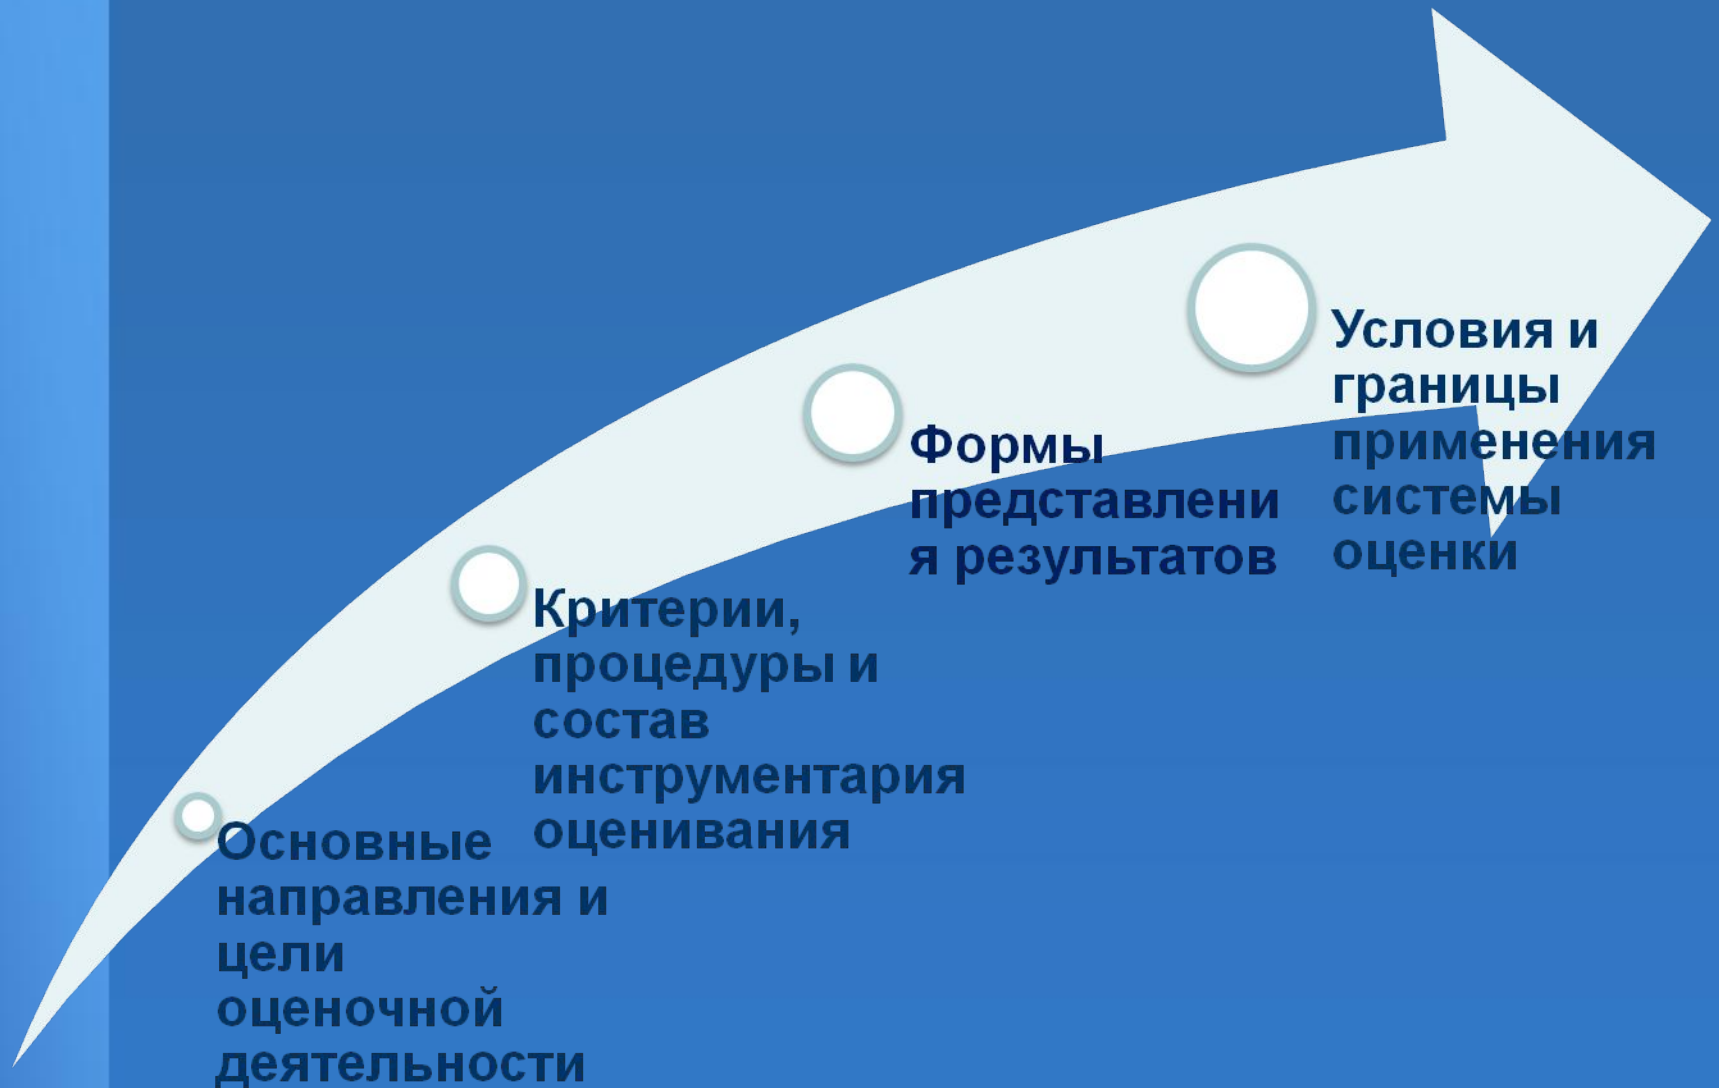 Основные
направления и
цели
оценочной
деятельности
Критерии,
процедуры и
состав
инструментария
оценивания
Формы
представлени
я результатов
Условия и
границы
применения
системы
оценки